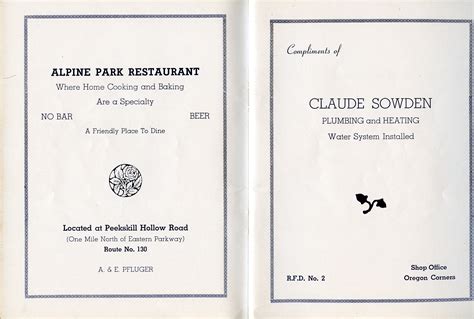 ALPINE PARK RESTAURANT
Where Home Cooking and Baking
Are a Specialty
NO BAR BEER
A Friendly Place To Dine
Located at Peekskill Hollow Road
(One Mile North of Eastern Parkway)
Route No. 130
A. & E. PFLUGER
Compliments of
CLAUDE SOWDEN
PLUMBING and HEATING
Water System Installed
R.F.D. No. 2
Shop Office
Oregon Corners